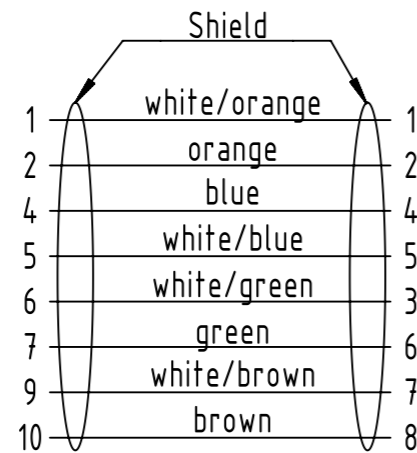 Shield
1 white/orange 1
2 orange 2
4 blue 4
5 white/blue 5
6 white/green 3
7 green 6
9 white/brown 7
10 brown 8